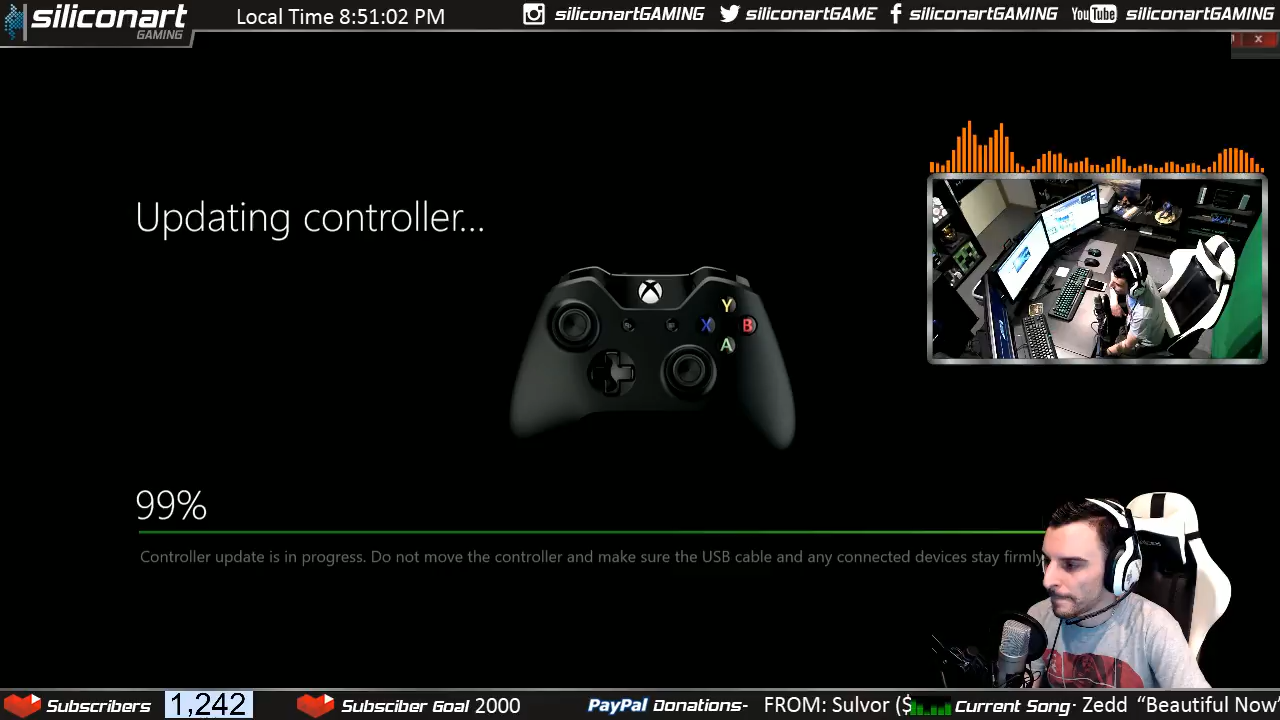 siliconart
GAMING
Local Time 8:51:02 PM
siliconartGAMING
siliconartGAME
siliconartGAMING
You Tube siliconartGAMING
Updating controller...
Y
X B
A
99%
Controller update is in progress. Do not move the controller and make sure the USB cable and any connected devices stay firmly
Subscribers 1,242
Subsciber Goal 2000
PayPal Donations-
FROM: Sulvor ($
Current Song- Zedd “Beautiful Now